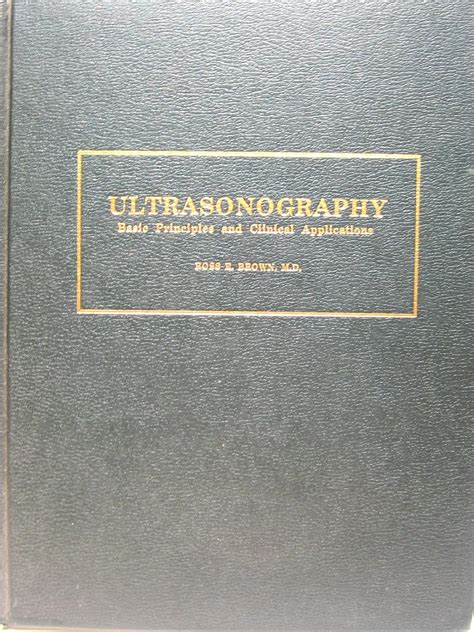 ULTRASONOGRAPHY
Basic Principles and Clinical Applications
ROSS E. BROWN, M.D.